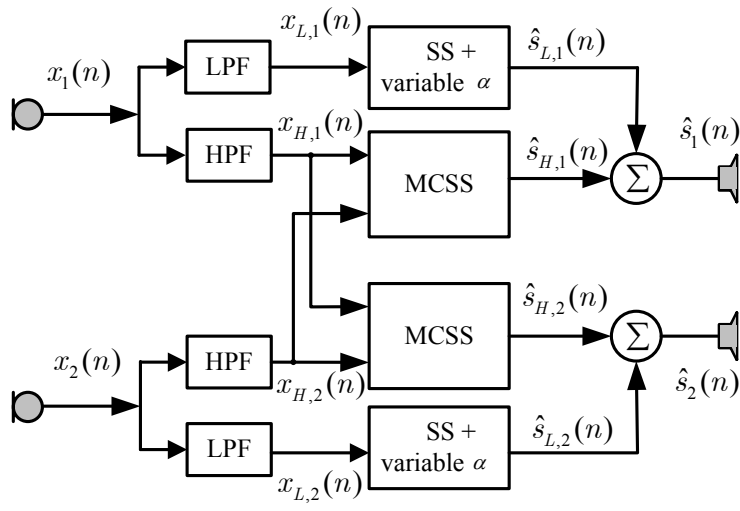 x_{L,1}(n)
ŝ_{L,1}(n)
x_1(n)
LPF
SS +
variable α
x_{H,1}(n)
ŝ_{H,1}(n)
ŝ_1(n)
HPF
MCSS
Σ
ŝ_{H,2}(n)
HPF
MCSS
Σ
x_2(n)
x_{H,2}(n)
ŝ_2(n)
LPF
SS +
variable α
ŝ_{L,2}(n)
x_{L,2}(n)